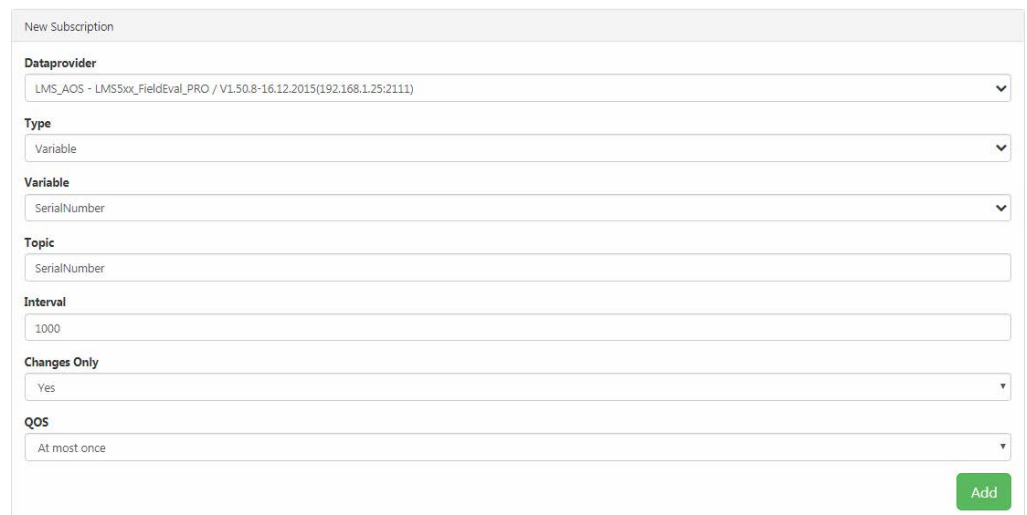 New Subscription
Dataprovider
LMS_AOS - LMS5xx_FieldEval_PRO / V1.50.8-16.12.2015(192.168.1.25:2111)
Type
Variable
Variable
SerialNumber
Topic
SerialNumber
Interval
1000
Changes Only
Yes
QOS
At most once
Add